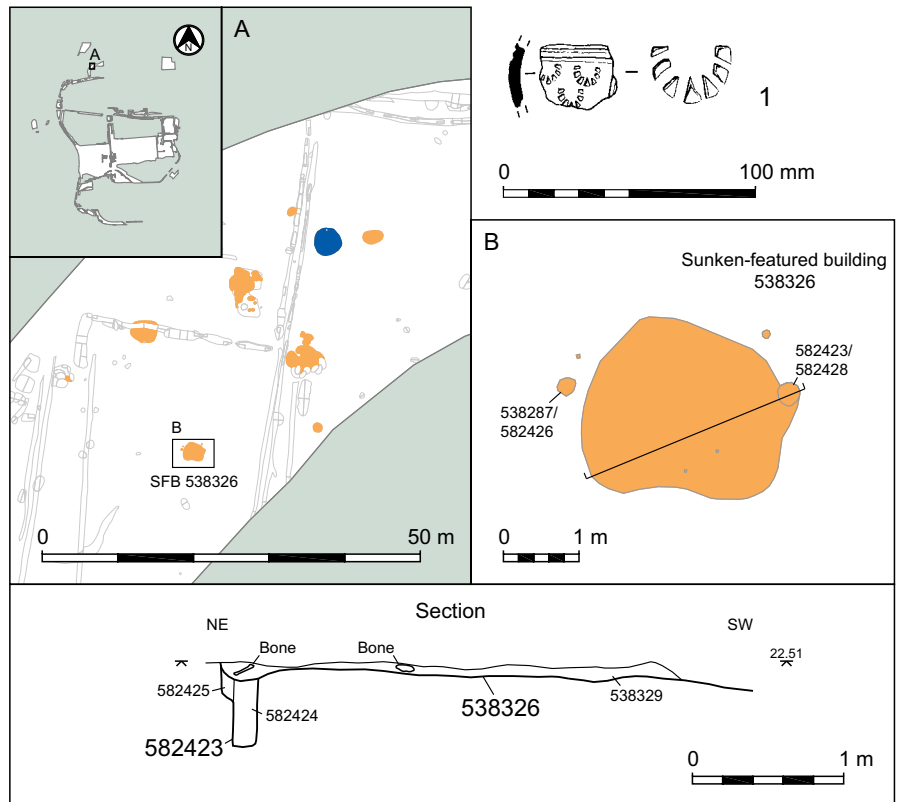 A
N
A
B
SFB 538326
0 50 m
1
0 100 mm
B
Sunken-featured building
538326
582423/
582428
538287/
582426
0 1 m
Section
NE
SW
Bone
Bone
22.51
582425
582424
538326
538329
582423
0 1 m